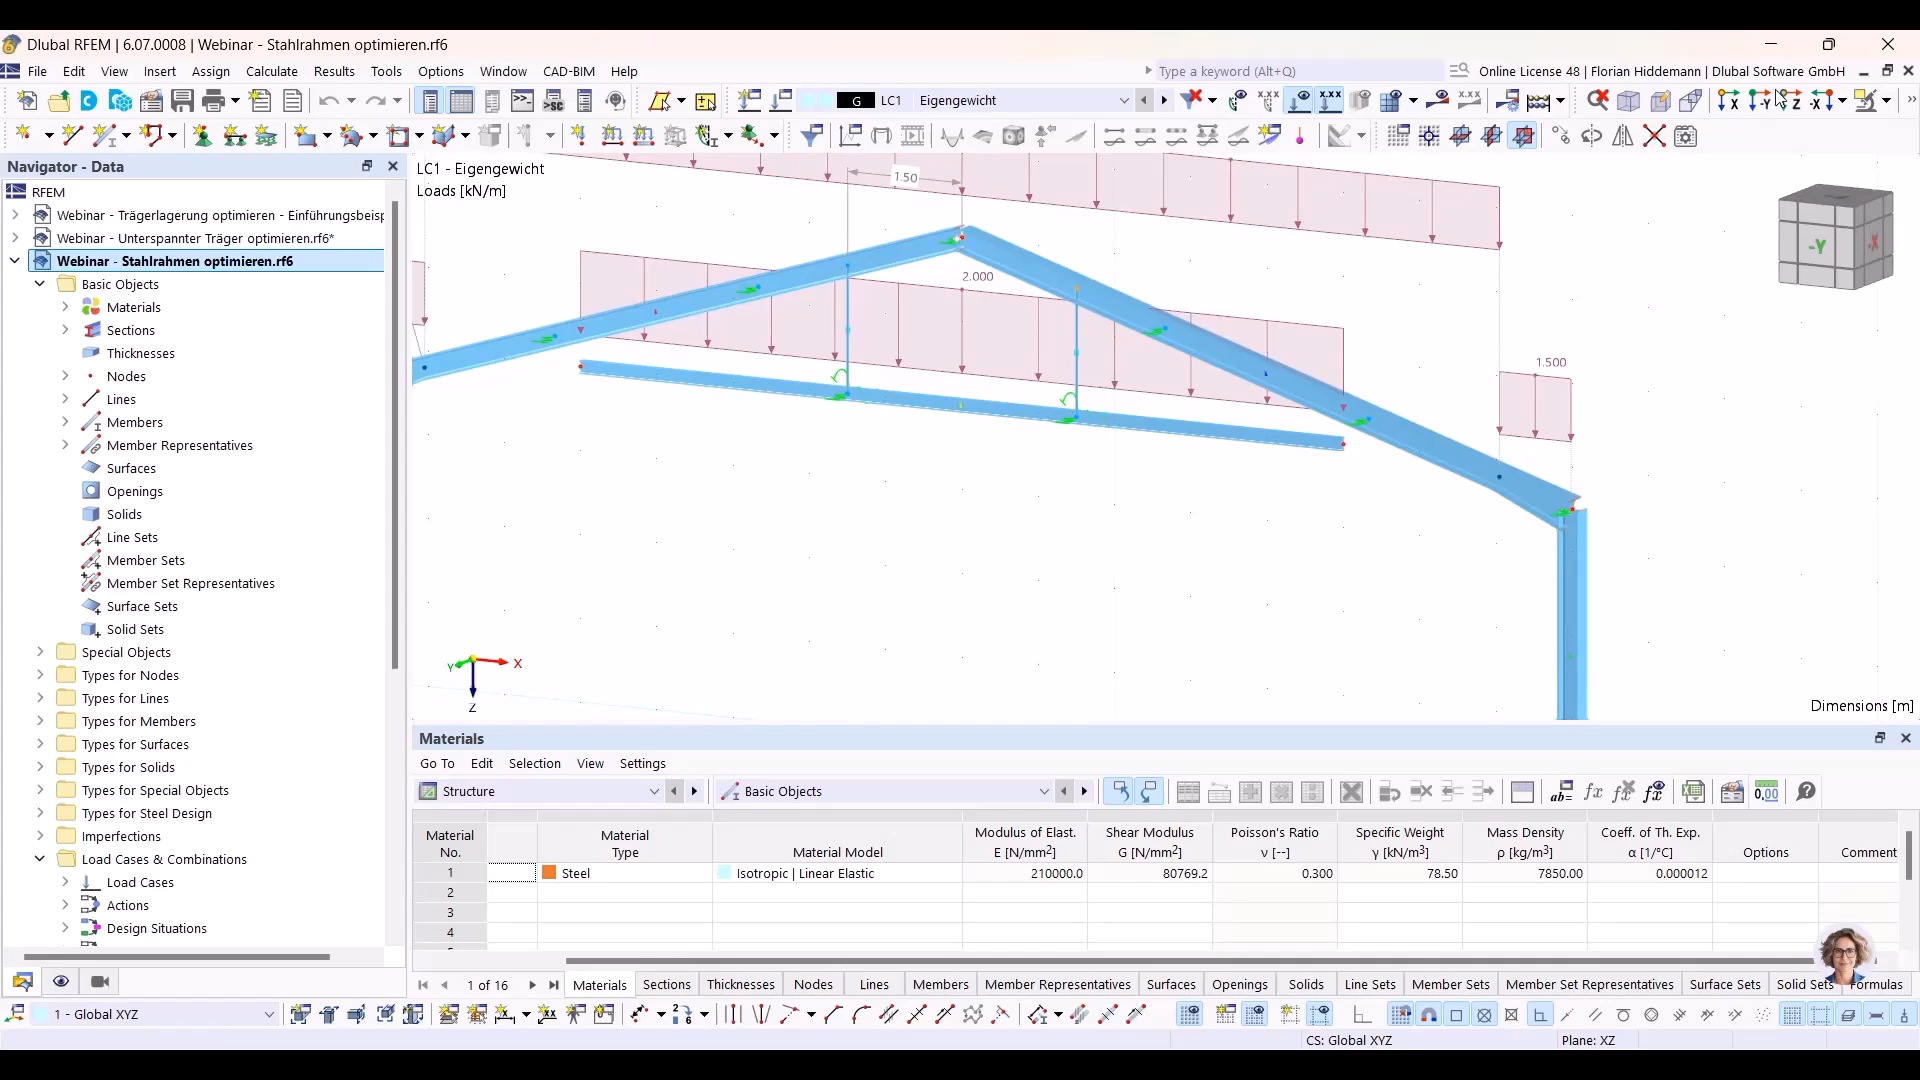 Dlubal RFEM | 6.07.0008 | Webinar - Stahlrahmen optimieren.rf6
File Edit View Insert Assign Calculate Results Tools Options Window CAD-BIM Help
Type a keyword (Alt+Q)
Online License 48 | Florian Hiddemann | Dlubal Software GmbH
G LC1 Eigengewicht
Navigator - Data
RFEM
Webinar - Trägerlagerung optimieren - Einführungsbeisp
Webinar - Unterspannter Träger optimieren.rf6*
Webinar - Stahlrahmen optimieren.rf6
Basic Objects
Materials
Sections
Thicknesses
Nodes
Lines
Members
Member Representatives
Surfaces
Openings
Solids
Line Sets
Member Sets
Member Set Representatives
Surface Sets
Solid Sets
Special Objects
Types for Nodes
Types for Lines
Types for Members
Types for Surfaces
Types for Solids
Types for Special Objects
Types for Steel Design
Imperfections
Load Cases & Combinations
Load Cases
Actions
Design Situations
1 - Global XYZ
LC1 - Eigengewicht
Loads [kN/m]
1.50
2.000
1.500
-Y
-X
X
Y
Z
Dimensions [m]
Materials
Go To Edit Selection View Settings
Structure
Basic Objects
Material No. Material Type Material Model Modulus of Elast. E [N/mm2] Shear Modulus G [N/mm2] Poisson's Ratio ν [--] Specific Weight γ [kN/m3] Mass Density ρ [kg/m3] Coeff. of Th. Exp. α [1/°C] Options Comment
1 Steel Isotropic | Linear Elastic 210000.0 80769.2 0.300 78.50 7850.00 0.000012
2
3
4
1 of 16 Materials Sections Thicknesses Nodes Lines Members Member Representatives Surfaces Openings Solids Line Sets Member Sets Member Set Representatives Surface Sets Solid Sets Formulas
CS: Global XYZ
Plane: XZ